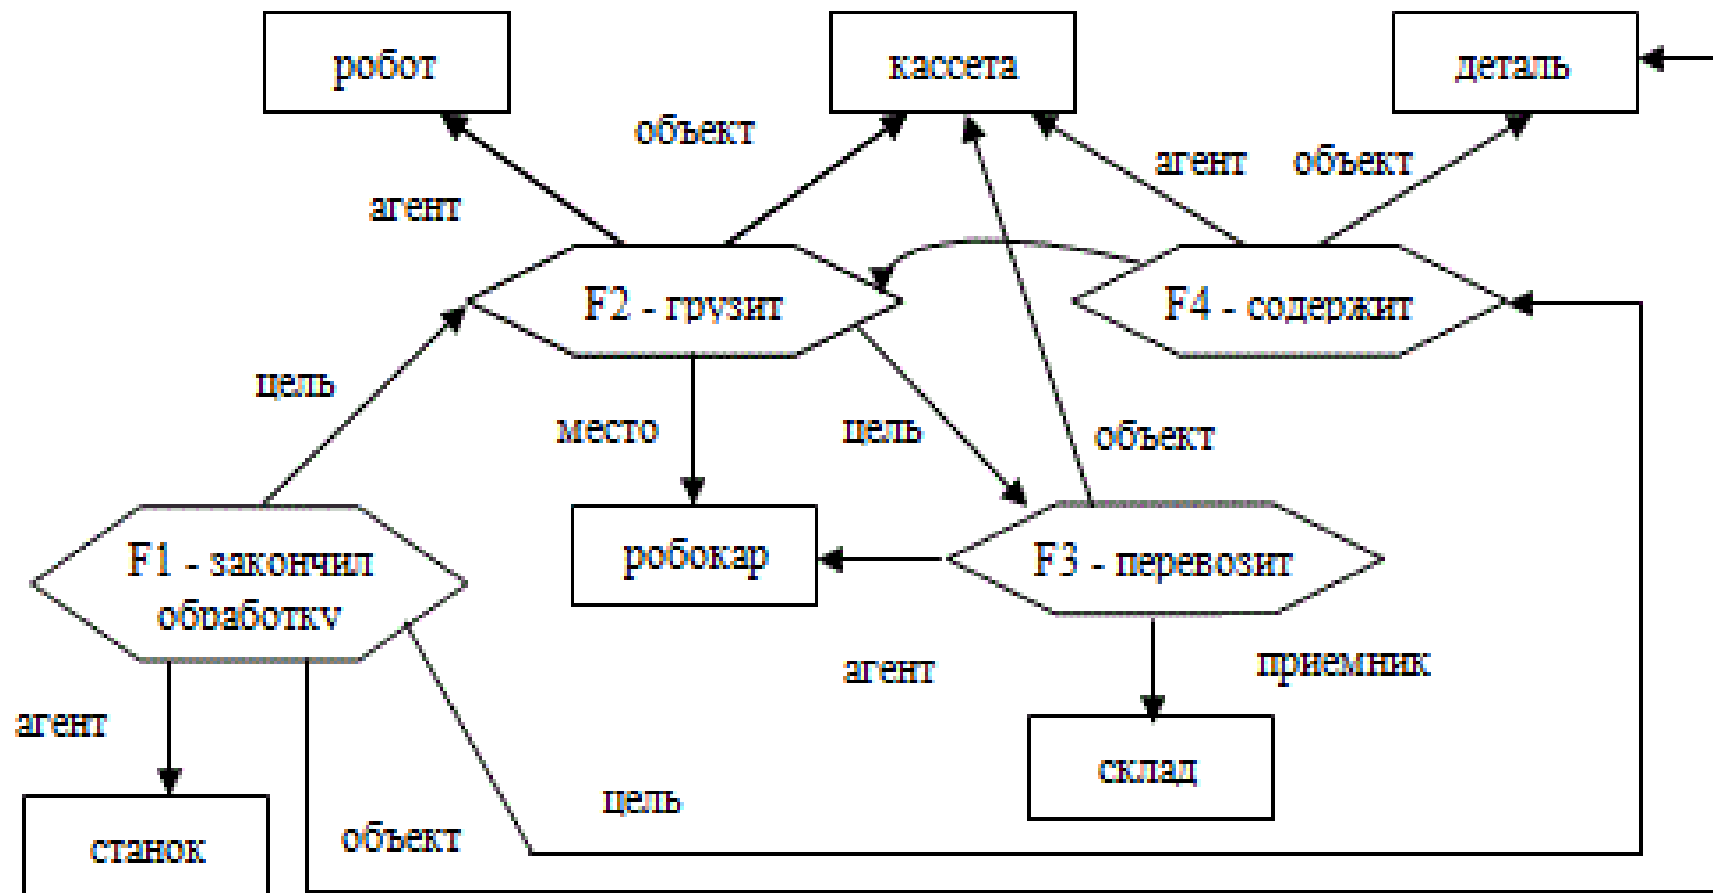 робот
кассета
деталь
объект
агент
объект
агент
F2 - грузит
F4 - содержит
цель
место
цель
объект
F1 - закончил
обработку
робокар
F3 - перевозит
агент
приемник
агент
склад
цель
объект
станок